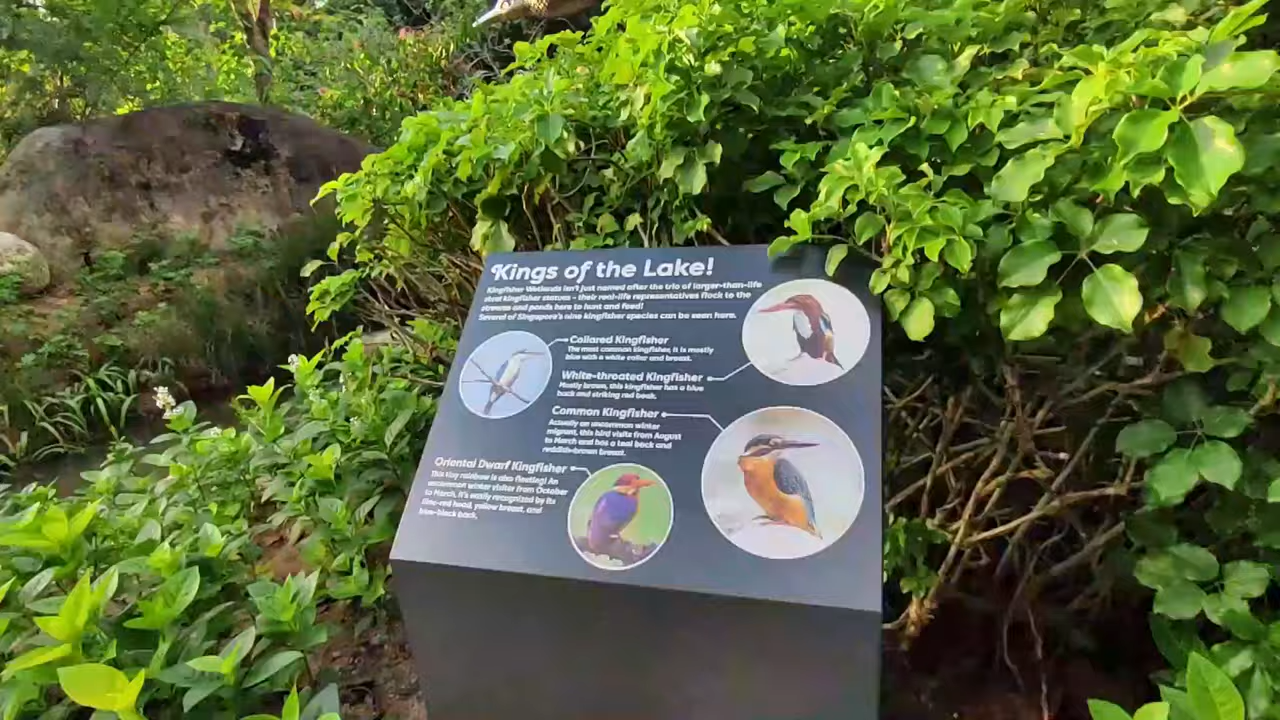 Kings of the Lake!
Kingfisher Wetlands isn't just named after the trio of larger-than-life
steel kingfisher statues - their real-life representatives flock to the
streams and ponds here to hunt and feed!
Several of Singapore's nine kingfisher species can be seen here.
Collared Kingfisher
The most common kingfisher, it is mostly
blue with a white collar and breast.
White-throated Kingfisher
Mostly brown, this kingfisher has a blue
back and striking red beak.
Common Kingfisher
Actually an uncommon winter
migrant, this bird visits from August
to March and has a teal back and
reddish-brown breast.
Oriental Dwarf Kingfisher
This tiny rainbow is also fleeting! An
uncommon winter visitor from October
to March, it's easily recognized by its
fiery-red head, yellow breast, and
blue-black back.